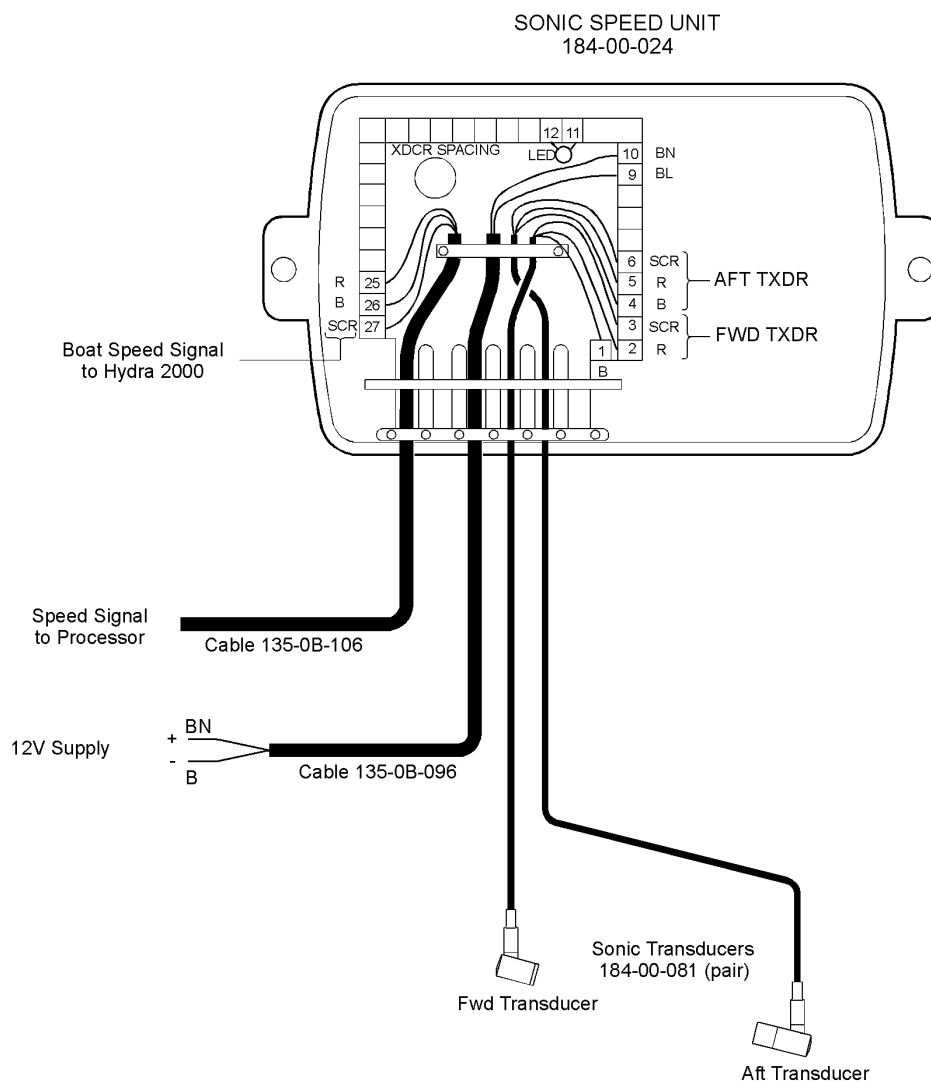 SONIC SPEED UNIT
184-00-024
12 11
XDCR SPACING
LED
10 BN
9 BL
6 SCR
5 R
4 B
AFT TXDR
3 SCR
2 R
FWD TXDR
1
B
R 25
B 26
SCR 27
Boat Speed Signal
to Hydra 2000
Speed Signal
to Processor
Cable 135-0B-106
12V Supply
+ BN
- B
Cable 135-0B-096
Sonic Transducers
184-00-081 (pair)
Fwd Transducer
Aft Transducer